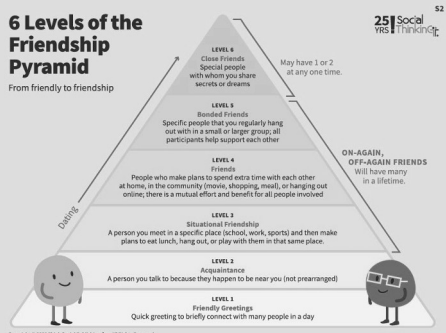 S2
6 Levels of the
Friendship
Pyramid
From friendly to friendship
25 YRS! Social
Thinking
LEVEL 6
Close Friends
Special people
with whom you share
secrets or dreams
May have 1 or 2
at any one time.
LEVEL 5
Bonded Friends
Specific people that you regularly hang
out with in a small or larger group; all
participants help support each other
LEVEL 4
Friends
People who make plans to spend extra time with each other
at home, in the community (movie, shopping, meal), or hanging out
online; there is a mutual effort and benefit for all people involved
ON-AGAIN,
OFF-AGAIN FRIENDS
Will have many
in a lifetime.
Dating
LEVEL 3
Situational Friendship
A person you meet in a specific place (school, work, sports) and then make
plans to eat lunch, hang out, or play with them in that same place.
LEVEL 2
Acquaintance
A person you talk to because they happen to be near you (not prearranged)
LEVEL 1
Friendly Greetings
Quick greeting to briefly connect with many people in a day